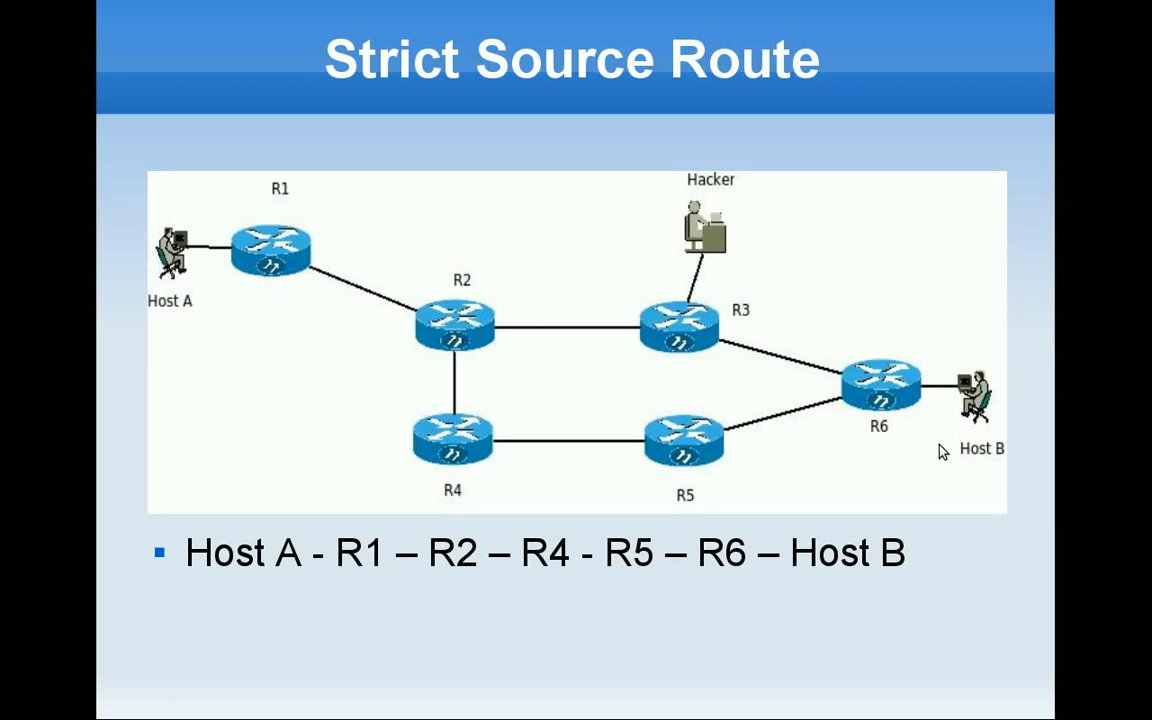 Strict Source Route
Hacker
R1
R2
R3
Host A
R6
Host B
R4
R5
Host A - R1 – R2 – R4 - R5 – R6 – Host B